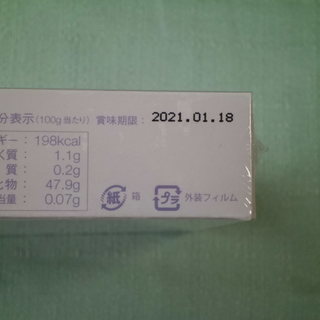 分表示(100g当たり) 賞味期限: 2021.01.18
ギー: 198kcal
く質: 1.1g
質: 0.2g
化物: 47.9g
当量: 0.07g
紙 箱 プラ 外装フィルム